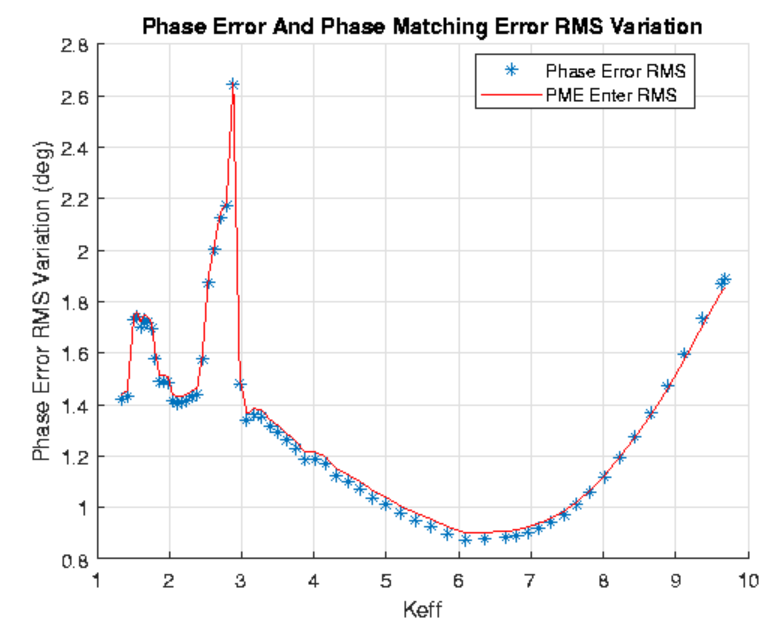 Phase Error And Phase Matching Error RMS Variation
Phase Error RMS
PME Enter RMS
Phase Error RMS Variation (deg)
2.8
2.6
2.4
2.2
2
1.8
1.6
1.4
1.2
1
0.8
1 2 3 4 5 6 7 8 9 10
Keff